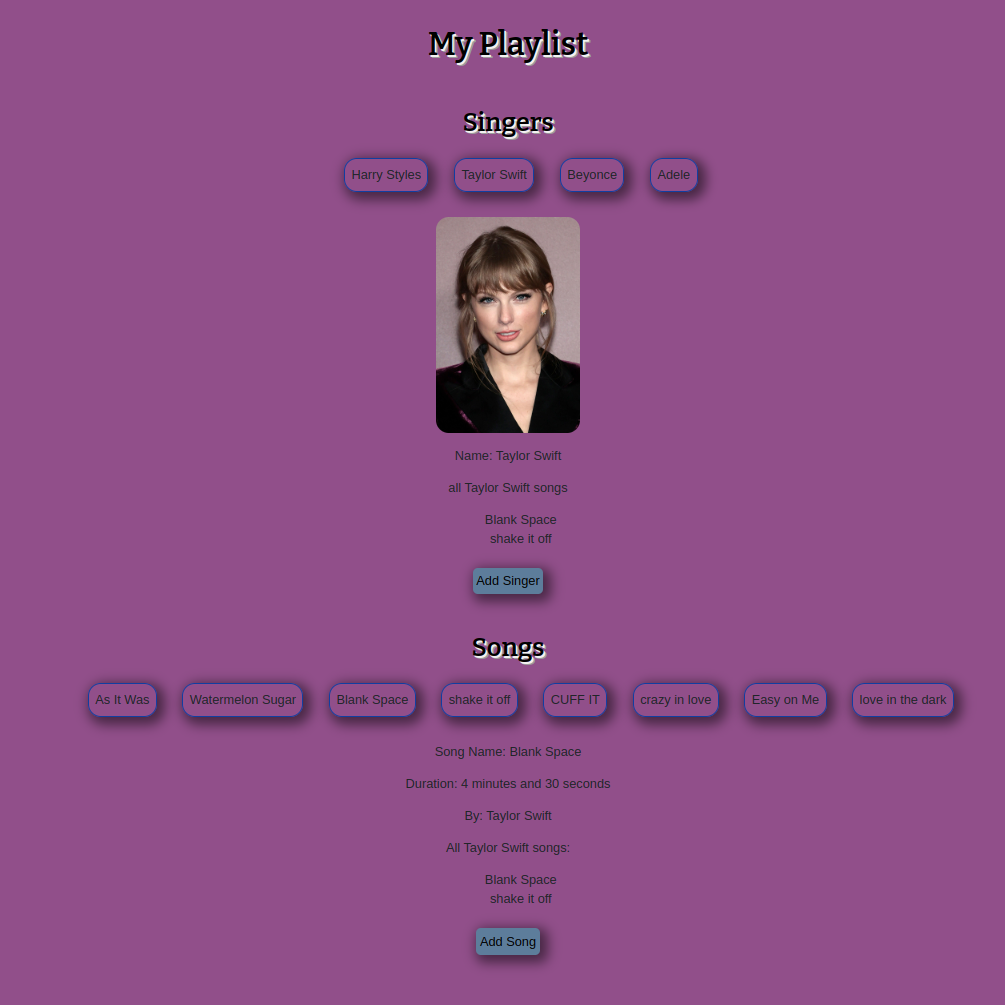 My Playlist
Singers
Harry Styles Taylor Swift Beyonce Adele
Name: Taylor Swift
all Taylor Swift songs
Blank Space
shake it off
Add Singer
Songs
As It Was Watermelon Sugar Blank Space shake it off CUFF IT crazy in love Easy on Me love in the dark
Song Name: Blank Space
Duration: 4 minutes and 30 seconds
By: Taylor Swift
All Taylor Swift songs:
Blank Space
shake it off
Add Song